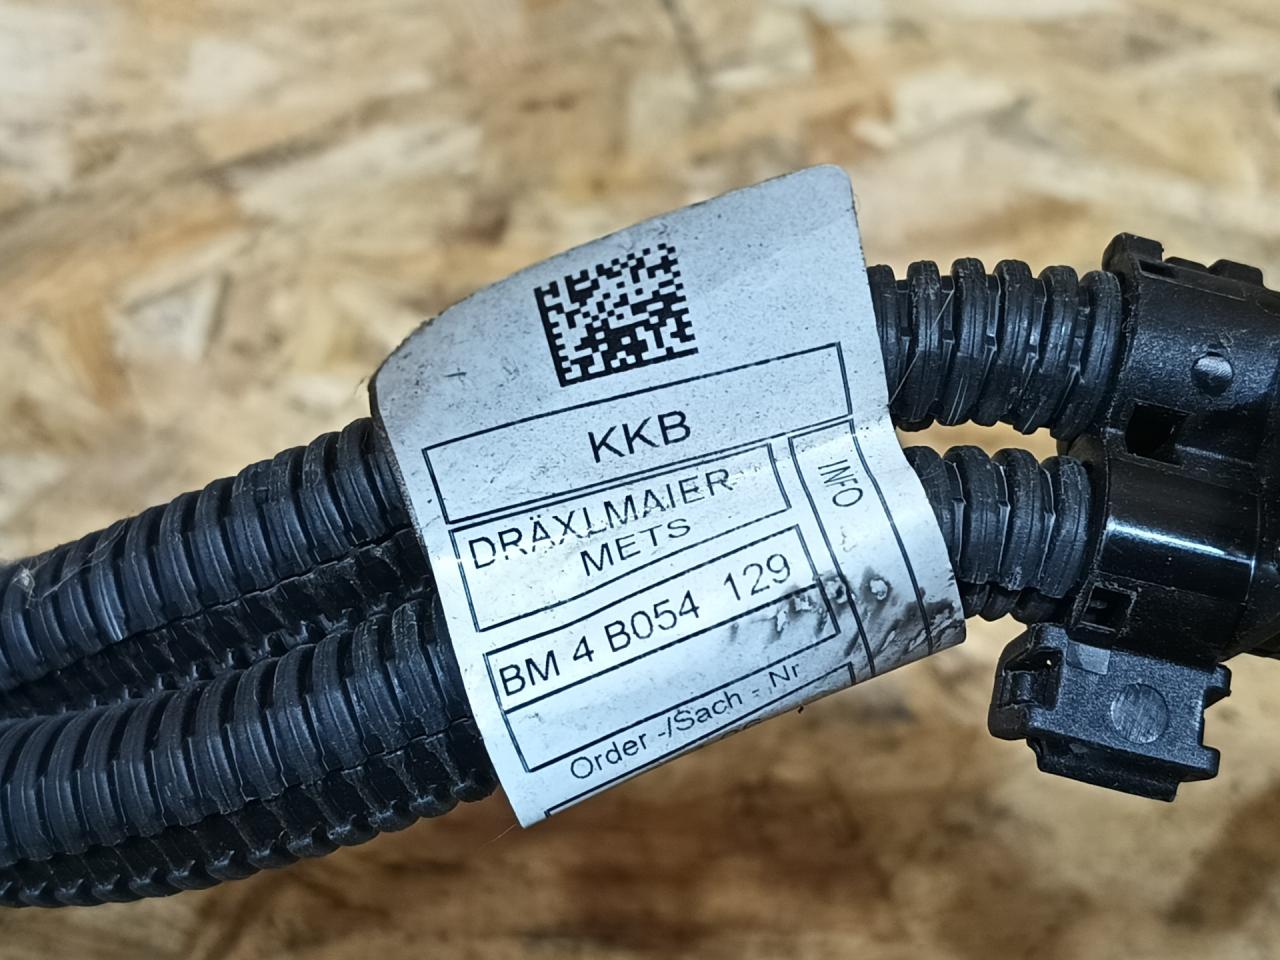 KKB
INFO
DRÄXLMAIER
METS
BM 4 B054 129
Order -/Sach - Nr